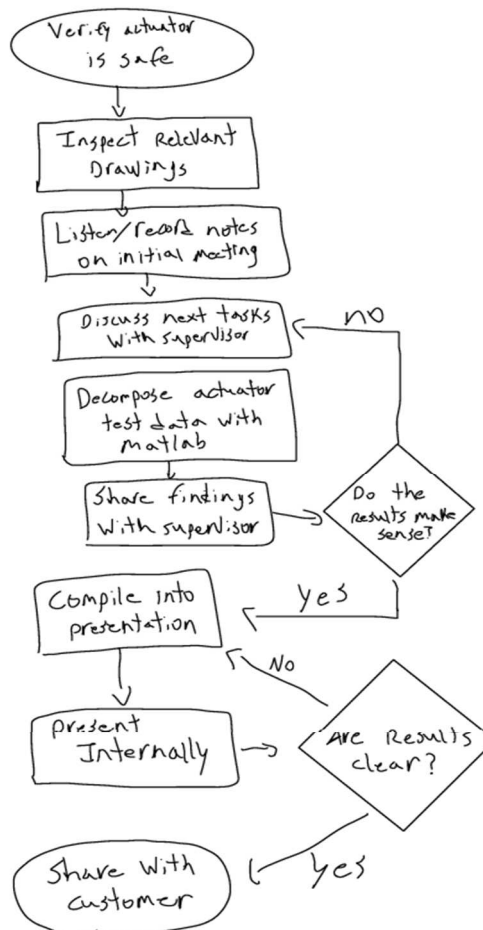 Verify actuator
is safe
Inspect Relevant
Drawings
Listen/record notes
on initial meeting
Discuss next tasks
with supervisor
no
Decompose actuator
test data with
matlab
Share findings
with supervisor
Do the
results make
sense?
Yes
Compile into
presentation
No
present
Internally
Are Results
clear?
Yes
Share with
customer